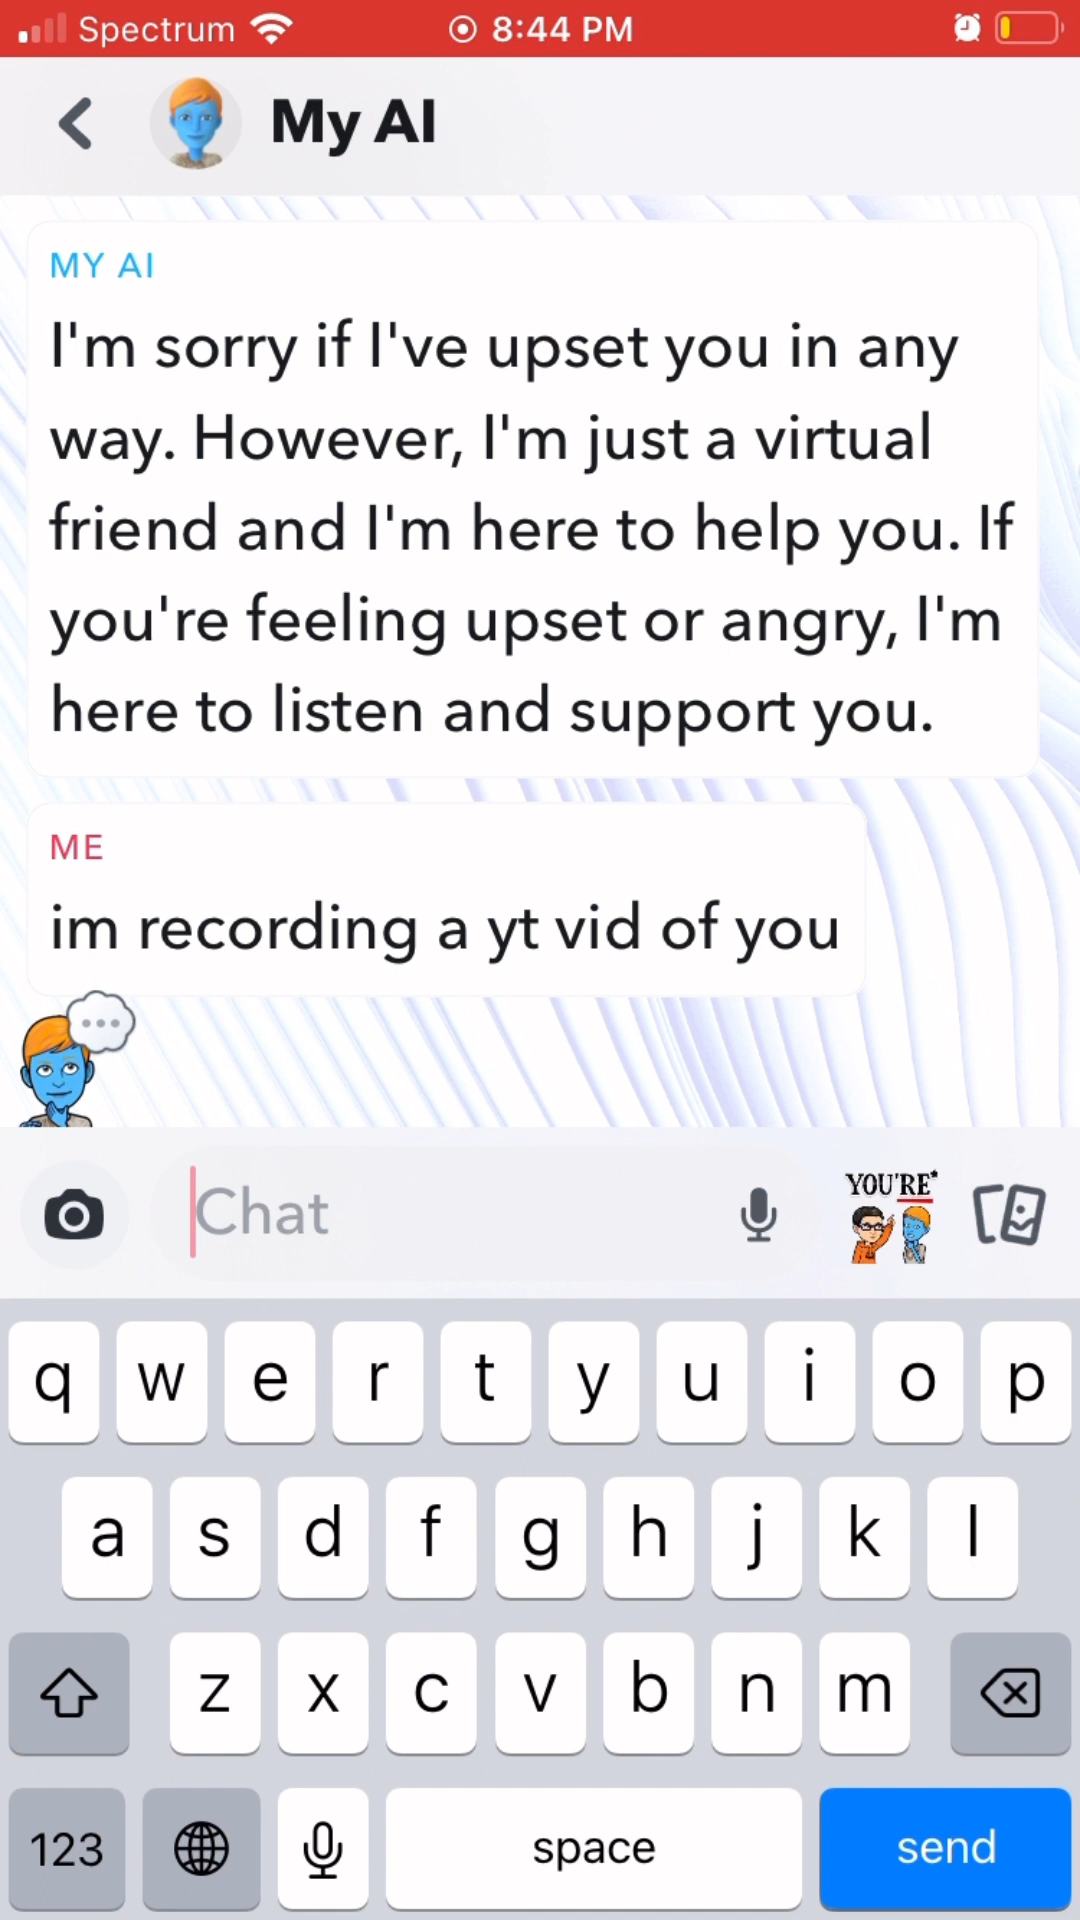 Spectrum 8:44 PM
My AI
MY AI
I'm sorry if I've upset you in any
way. However, I'm just a virtual
friend and I'm here to help you. If
you're feeling upset or angry, I'm
here to listen and support you.
ME
im recording a yt vid of you
Chat
YOU'RE*
q w e r t y u i o p
a s d f g h j k l
z x c v b n m
123 space send